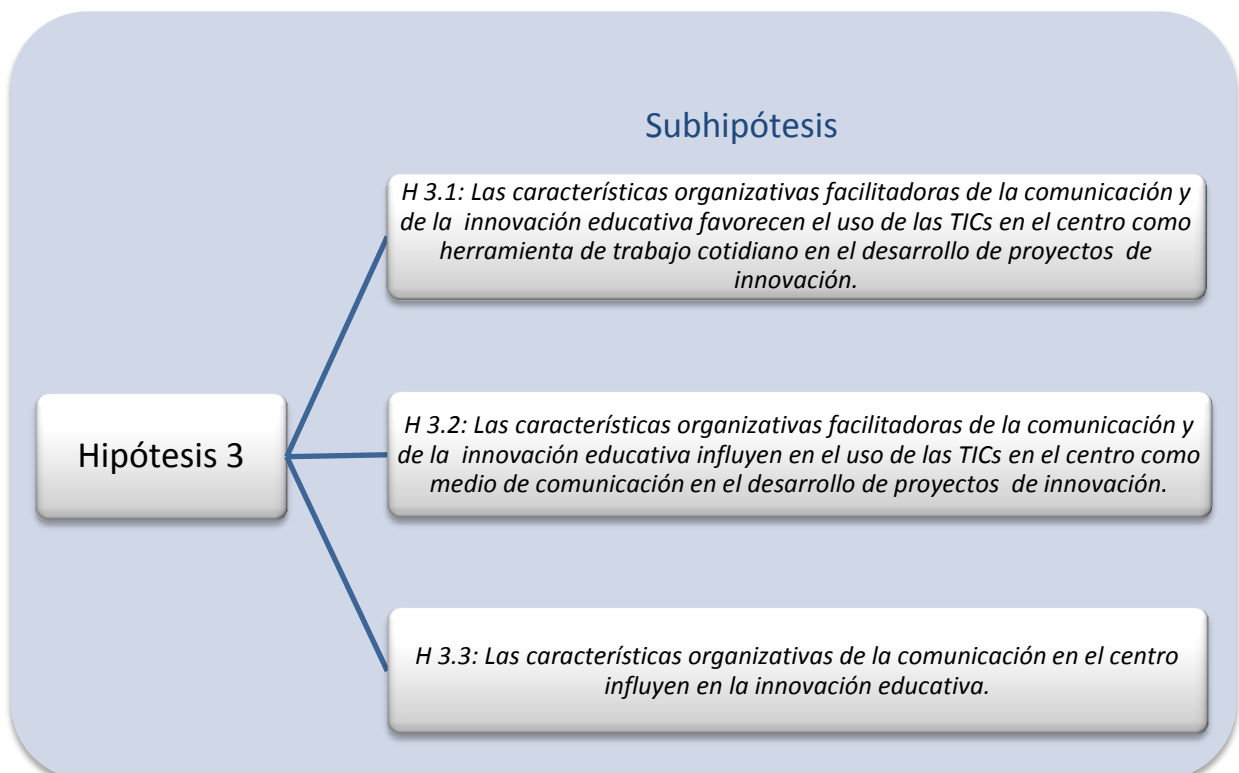 Subhipótesis
H 3.1: Las características organizativas facilitadoras de la comunicación y
de la  innovación educativa favorecen el uso de las TICs en el centro como
herramienta de trabajo cotidiano en el desarrollo de proyectos  de
innovación.
Hipótesis 3
H 3.2: Las características organizativas facilitadoras de la comunicación y
de la  innovación educativa influyen en el uso de las TICs en el centro como
medio de comunicación en el desarrollo de proyectos  de innovación.
H 3.3: Las características organizativas de la comunicación en el centro
influyen en la innovación educativa.